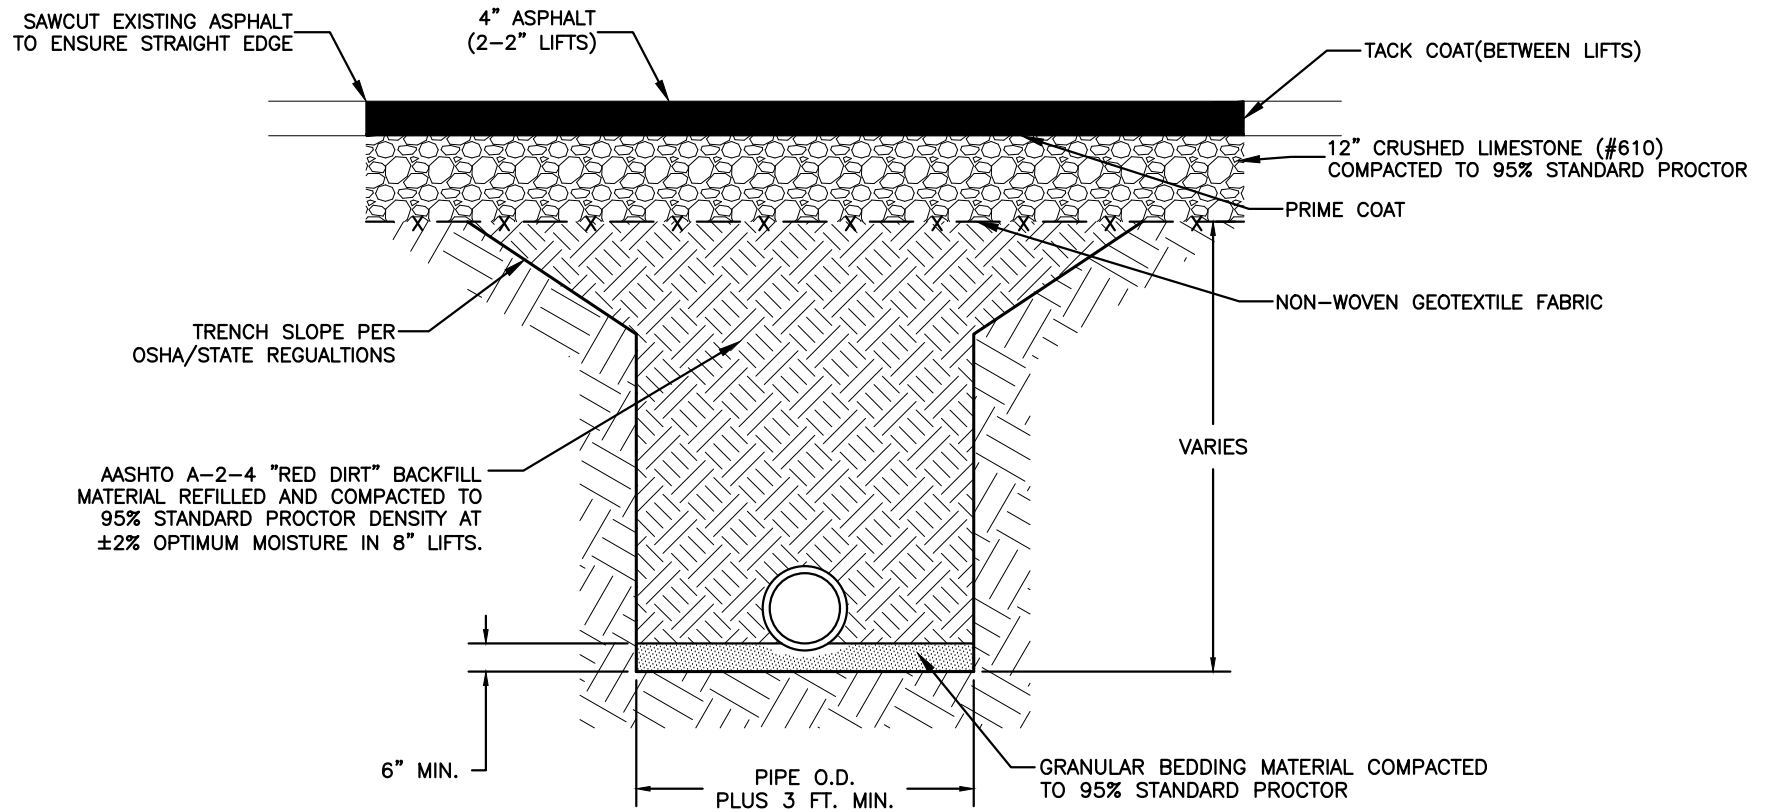 SAWCUT EXISTING ASPHALT
TO ENSURE STRAIGHT EDGE
4" ASPHALT
(2-2" LIFTS)
TACK COAT(BETWEEN LIFTS)
12" CRUSHED LIMESTONE (#610)
COMPACTED TO 95% STANDARD PROCTOR
PRIME COAT
NON-WOVEN GEOTEXTILE FABRIC
TRENCH SLOPE PER
OSHA/STATE REGUALTIONS
VARIES
AASHTO A-2-4 "RED DIRT" BACKFILL
MATERIAL REFILLED AND COMPACTED TO
95% STANDARD PROCTOR DENSITY AT
±2% OPTIMUM MOISTURE IN 8" LIFTS.
6" MIN.
PIPE O.D.
PLUS 3 FT. MIN.
GRANULAR BEDDING MATERIAL COMPACTED
TO 95% STANDARD PROCTOR